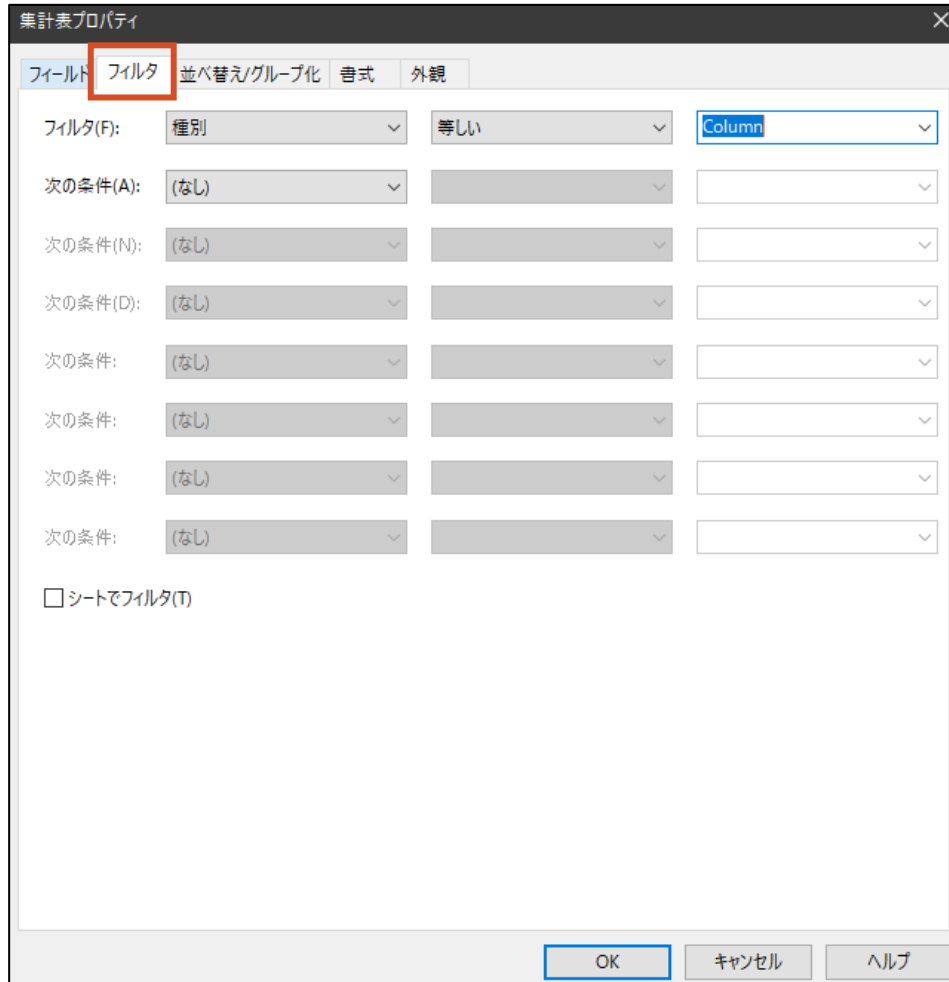 集計表プロパティ
フィールド フィルタ 並べ替え/グループ化 書式 外観
フィルタ(F): 種別 等しい Column
次の条件(A): (なし)
次の条件(N): (なし)
次の条件(D): (なし)
次の条件: (なし)
次の条件: (なし)
次の条件: (なし)
次の条件: (なし)
シートでフィルタ(T)
OK キャンセル ヘルプ